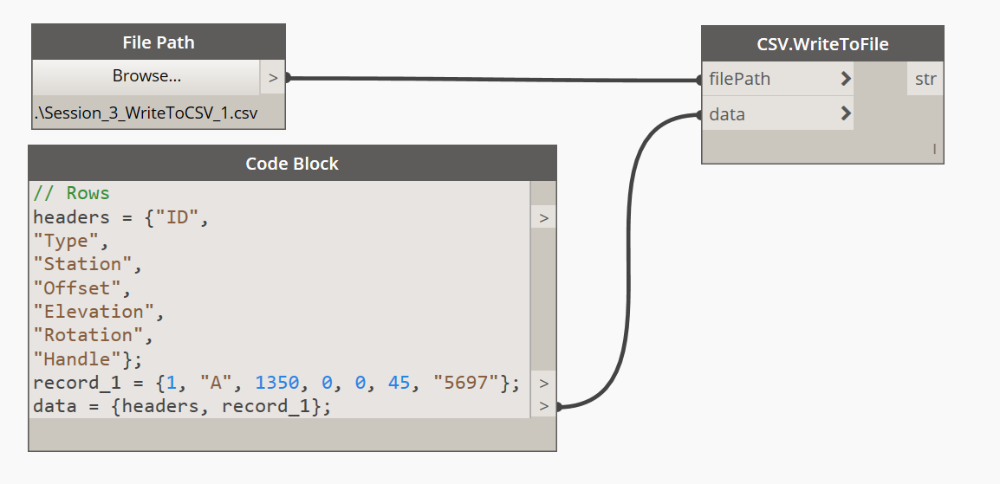 File Path
Browse...
>
.\Session_3_WriteToCSV_1.csv
Code Block
// Rows
headers = {"ID",
>
"Type",
"Station",
"Offset",
"Elevation",
"Rotation",
"Handle"};
record_1 = {1, "A", 1350, 0, 0, 45, "5697"};
>
data = {headers, record_1};
>
CSV.WriteToFile
filePath >
str
data >
l